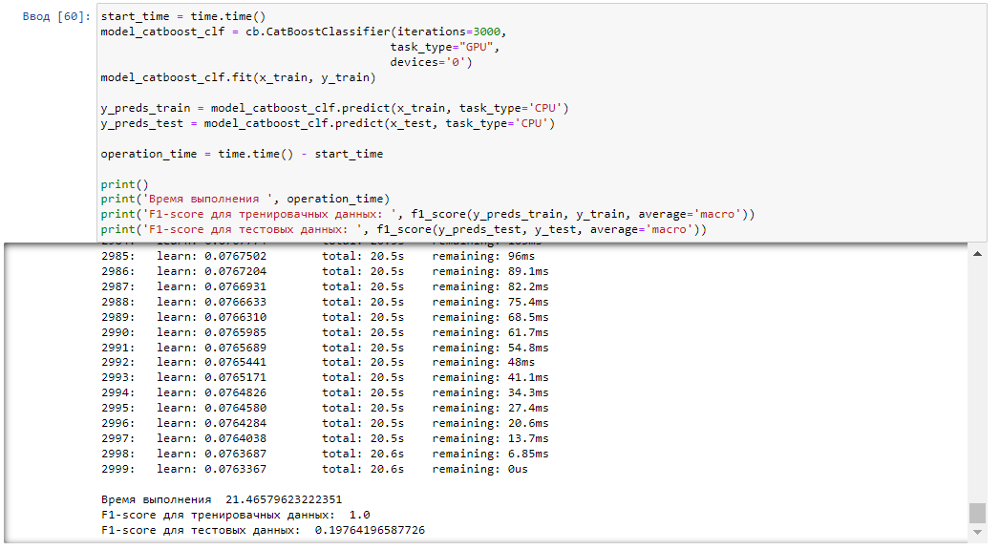 Ввод [60]: start_time = time.time()
model_catboost_clf = cb.CatBoostClassifier(iterations=3000,
task_type="GPU",
devices='0')
model_catboost_clf.fit(x_train, y_train)
y_preds_train = model_catboost_clf.predict(x_train, task_type='CPU')
y_preds_test = model_catboost_clf.predict(x_test, task_type='CPU')
operation_time = time.time() - start_time
print()
print('Время выполнения ', operation_time)
print('F1-score для тренировачных данных: ', f1_score(y_preds_train, y_train, average='macro'))
print('F1-score для тестовых данных: ', f1_score(y_preds_test, y_test, average='macro'))
2985: learn: 0.0767502 total: 20.5s remaining: 96ms
2986: learn: 0.0767204 total: 20.5s remaining: 89.1ms
2987: learn: 0.0766931 total: 20.5s remaining: 82.2ms
2988: learn: 0.0766633 total: 20.5s remaining: 75.4ms
2989: learn: 0.0766310 total: 20.5s remaining: 68.5ms
2990: learn: 0.0765985 total: 20.5s remaining: 61.7ms
2991: learn: 0.0765689 total: 20.5s remaining: 54.8ms
2992: learn: 0.0765441 total: 20.5s remaining: 48ms
2993: learn: 0.0765171 total: 20.5s remaining: 41.1ms
2994: learn: 0.0764826 total: 20.5s remaining: 34.3ms
2995: learn: 0.0764580 total: 20.5s remaining: 27.4ms
2996: learn: 0.0764284 total: 20.5s remaining: 20.6ms
2997: learn: 0.0764038 total: 20.5s remaining: 13.7ms
2998: learn: 0.0763687 total: 20.6s remaining: 6.85ms
2999: learn: 0.0763367 total: 20.6s remaining: 0us
Время выполнения  21.46579623222351
F1-score для тренировачных данных:  1.0
F1-score для тестовых данных:  0.19764196587726